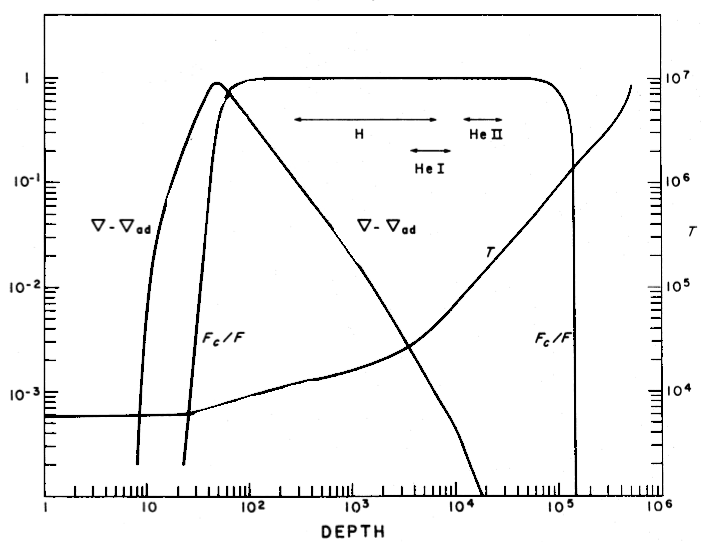 1
10⁷
H
He II
He I
10⁻¹
10⁶
∇-∇ad
∇-∇ad
T
T
10⁻²
10⁵
Fc/F
Fc/F
10⁻³
10⁴
1
10
10²
10³
10⁴
10⁵
10⁶
DEPTH